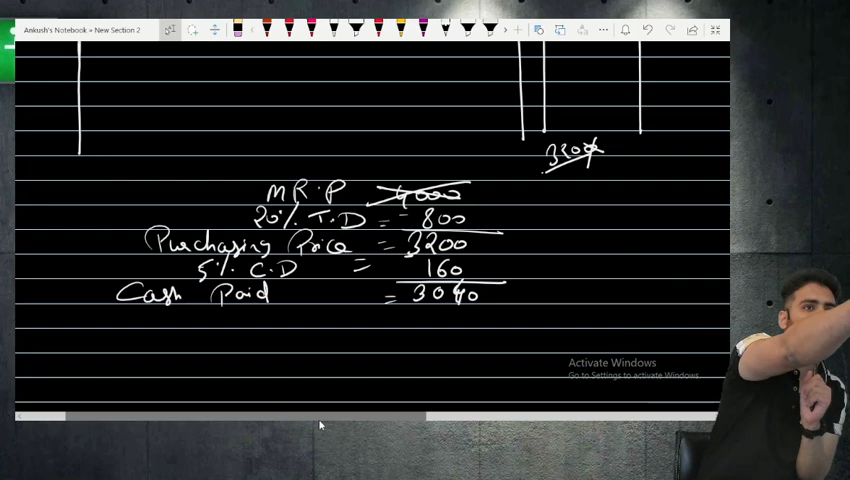 Ankush's Notebook » New Section 2
3200
M R.P 4000
20% T.D = - 800
Purchasing Price = 3200
5% C.D = 160
Cash Paid = 3040
Activate Windows
Go to Settings to activate Windows.